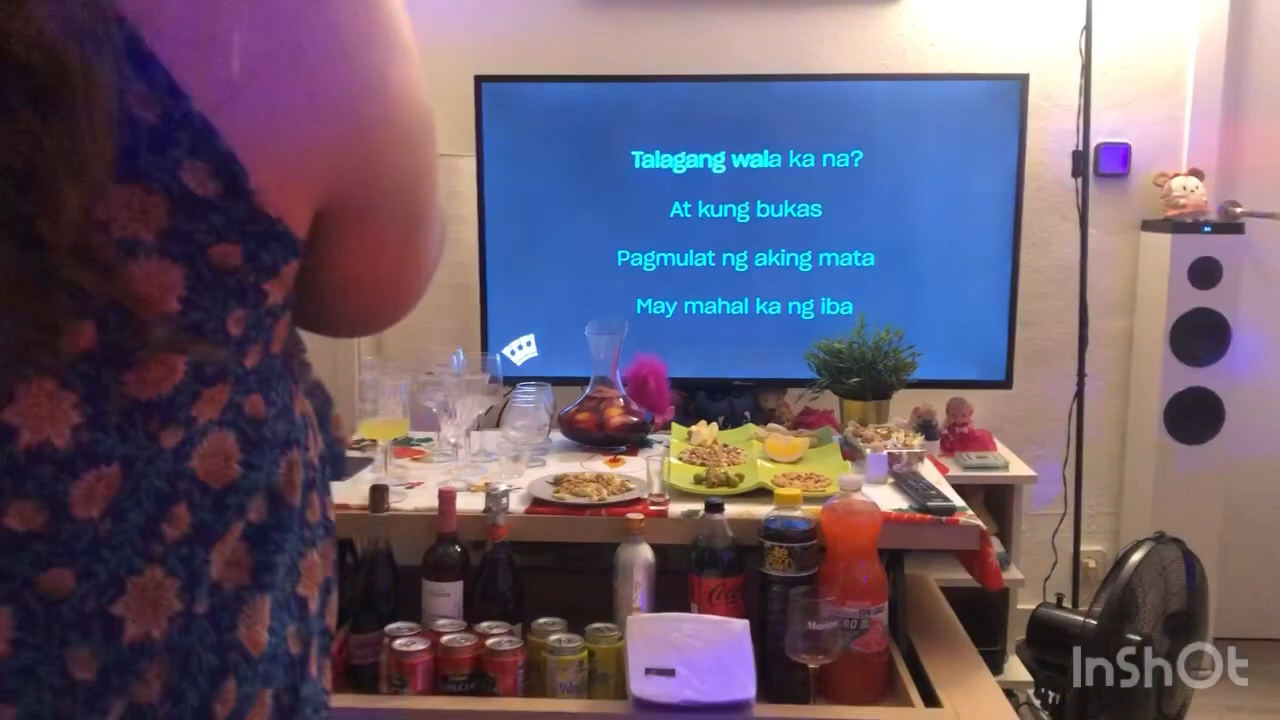 Talagang wala ka na?
At kung bukas
Pagmulat ng aking mata
May mahal ka ng iba
InShOt